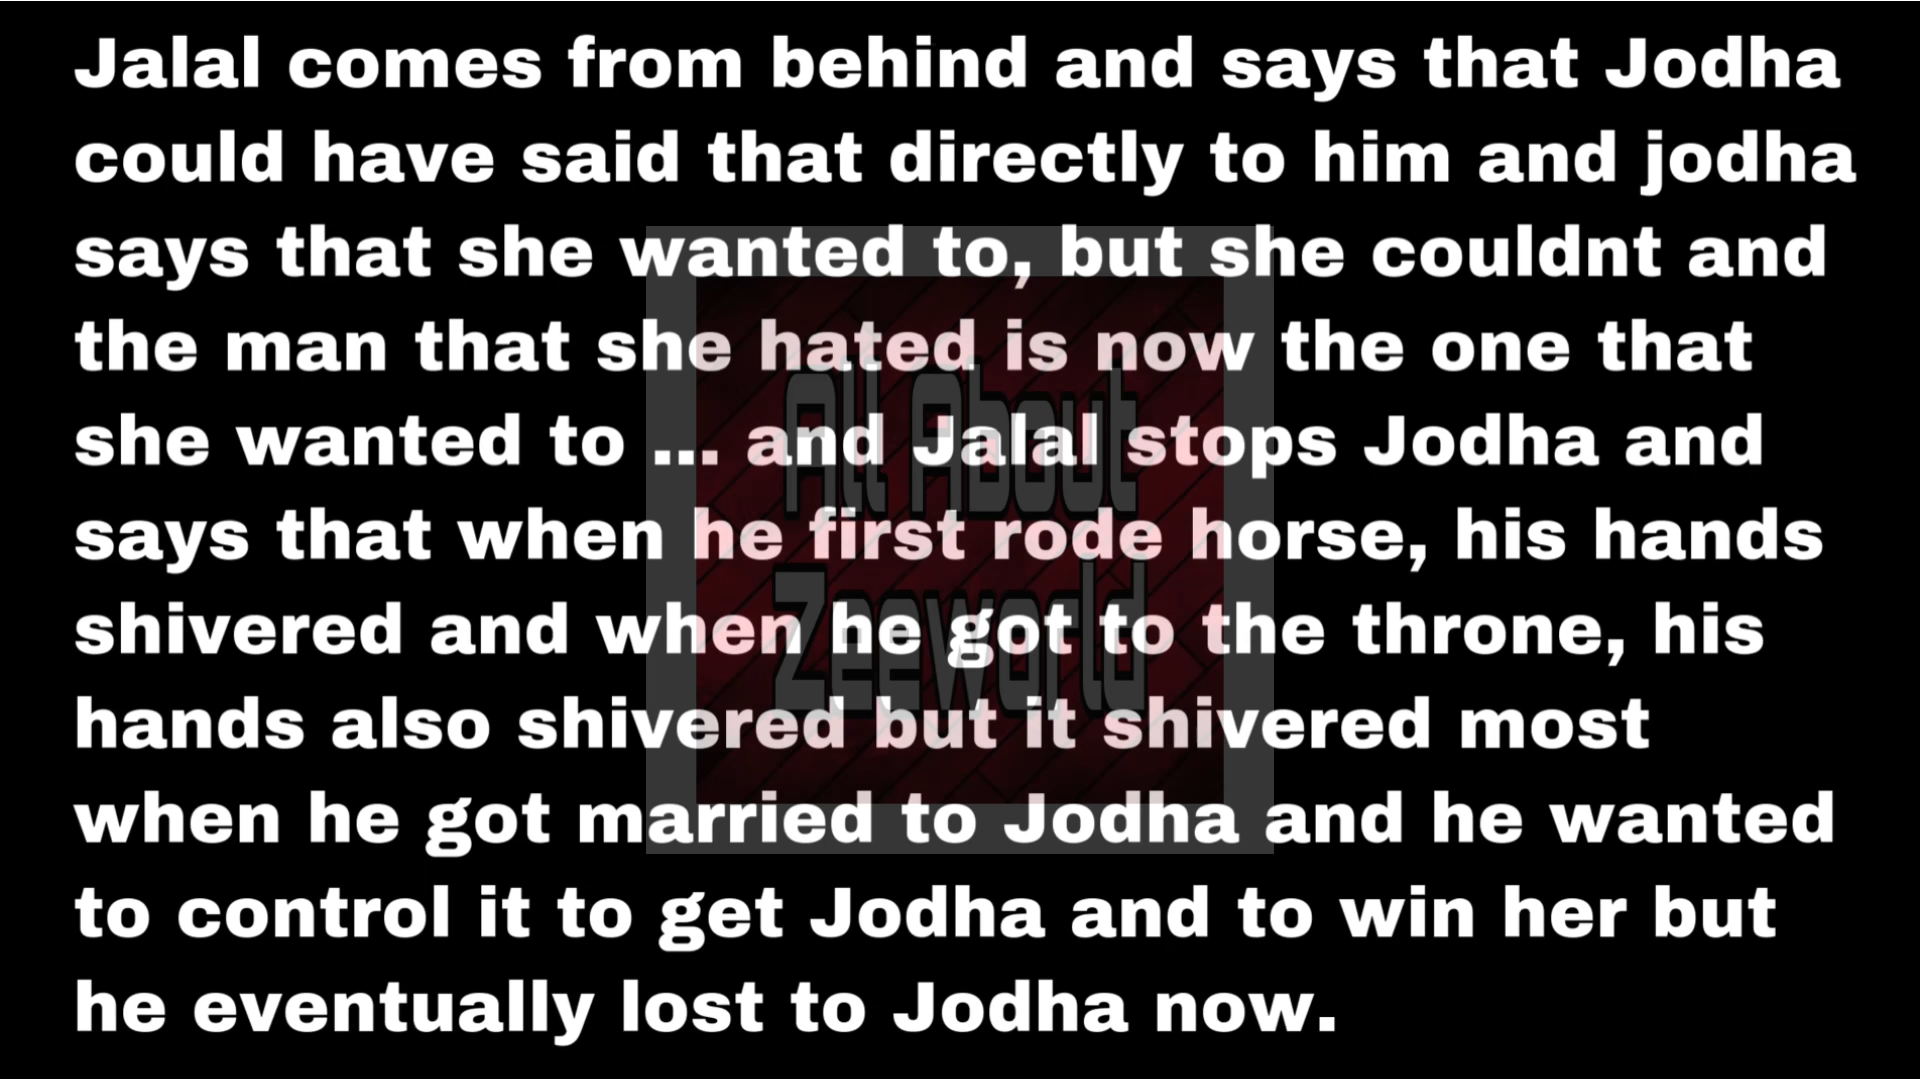 Jalal comes from behind and says that Jodha
could have said that directly to him and jodha
says that she wanted to, but she couldnt and
the man that she hated is now the one that
she wanted to ... and Jalal stops Jodha and
says that when he first rode horse, his hands
shivered and when he got to the throne, his
hands also shivered but it shivered most
when he got married to Jodha and he wanted
to control it to get Jodha and to win her but
he eventually lost to Jodha now.
All About
Zeeworld